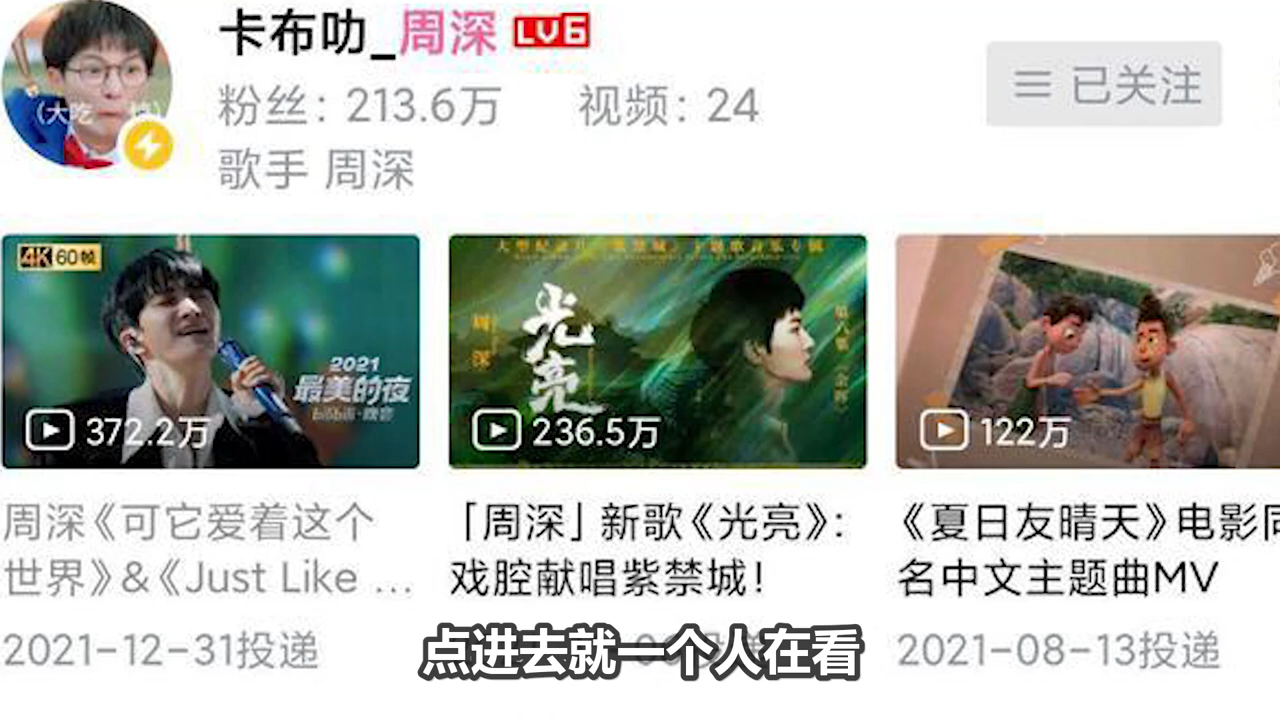 卡布叻_周深 LV6
粉丝：213.6万 视频：24
已关注
歌手 周深
(大吃
4K 60帧
2021
最美的夜
bilibili·晚会
372.2万
周深
光亮
236.5万
122万
周深《可它爱着这个
世界》&《Just Like ...
2021-12-31投递
「周深」新歌《光亮》：
戏腔献唱紫禁城！
《夏日友晴天》电影同
名中文主题曲MV
2021-08-13投递
点进去就一个人在看